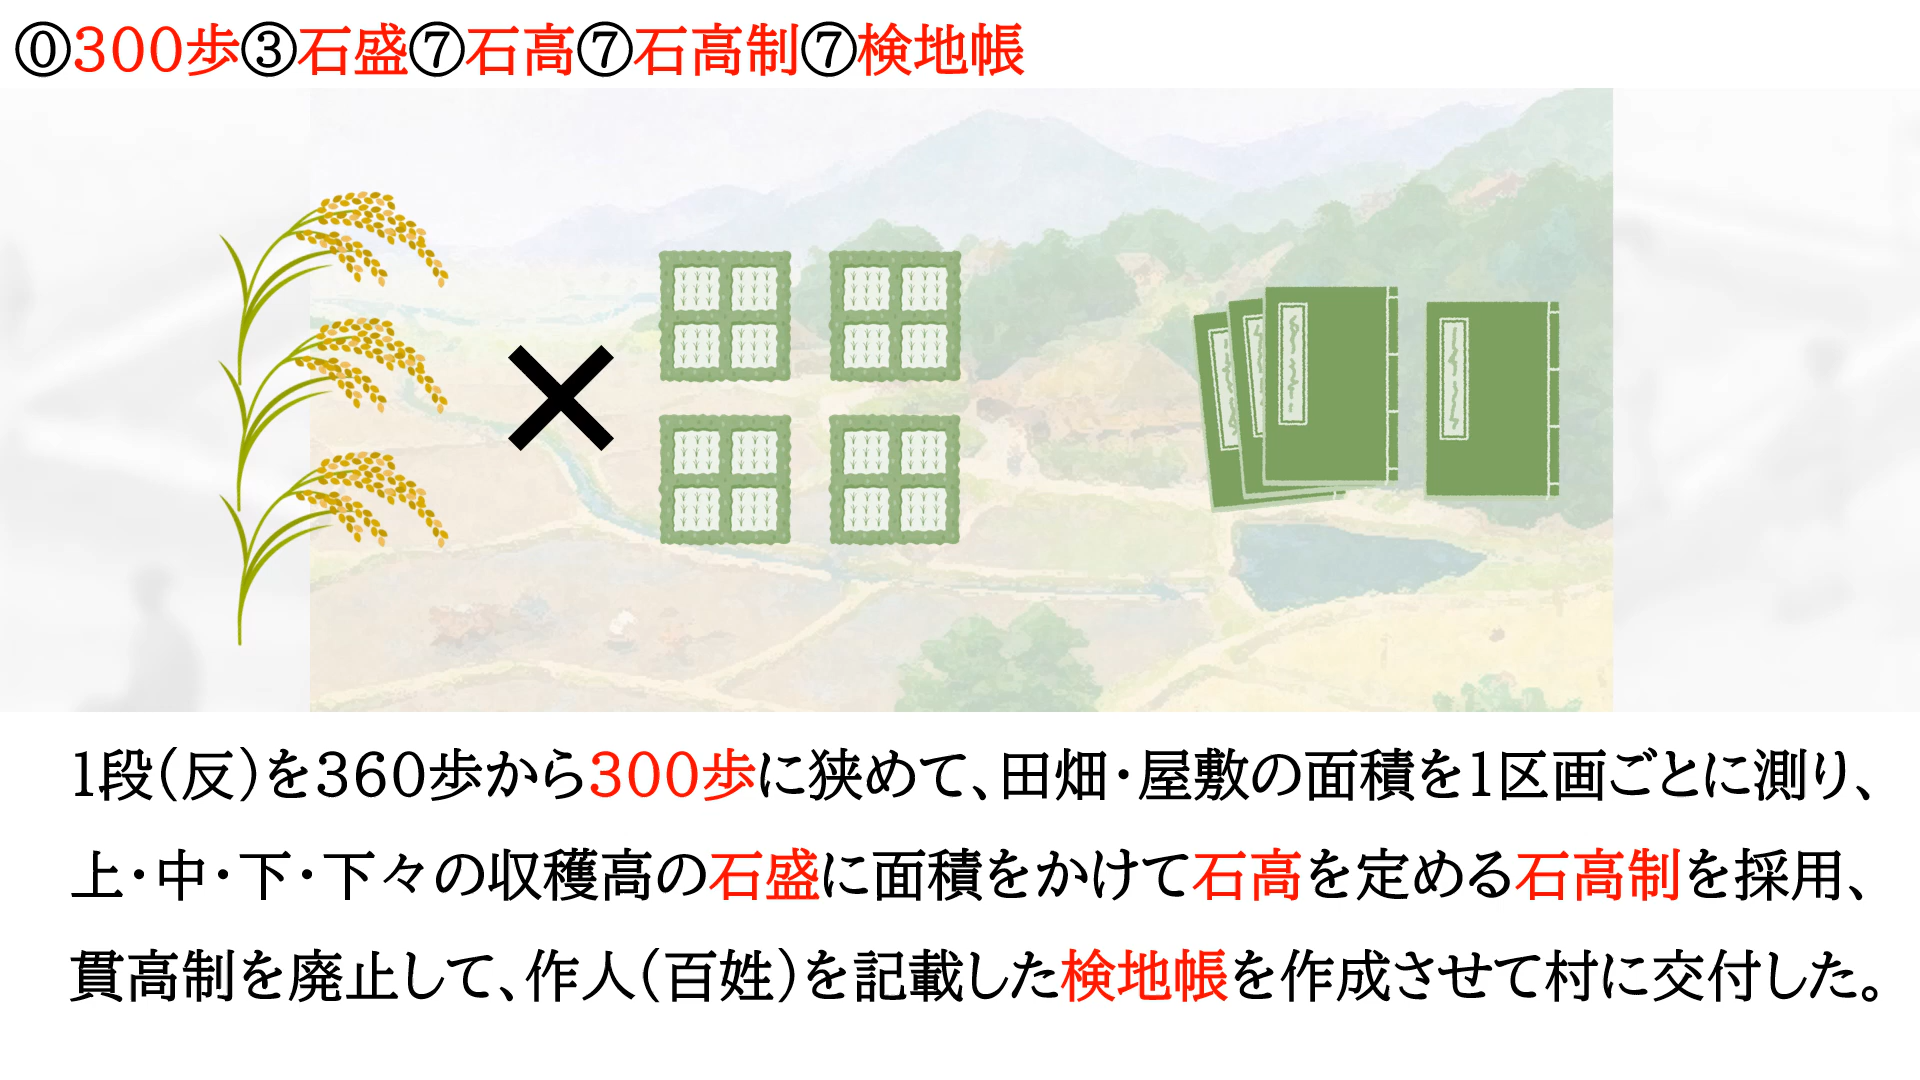 ⓪300歩③石盛⑦石高⑦石高制⑦検地帳
1段(反)を360歩から300歩に狭めて、田畑・屋敷の面積を1区画ごとに測り、
上・中・下・下々の収穫高の石盛に面積をかけて石高を定める石高制を採用、
貫高制を廃止して、作人(百姓)を記載した検地帳を作成させて村に交付した。